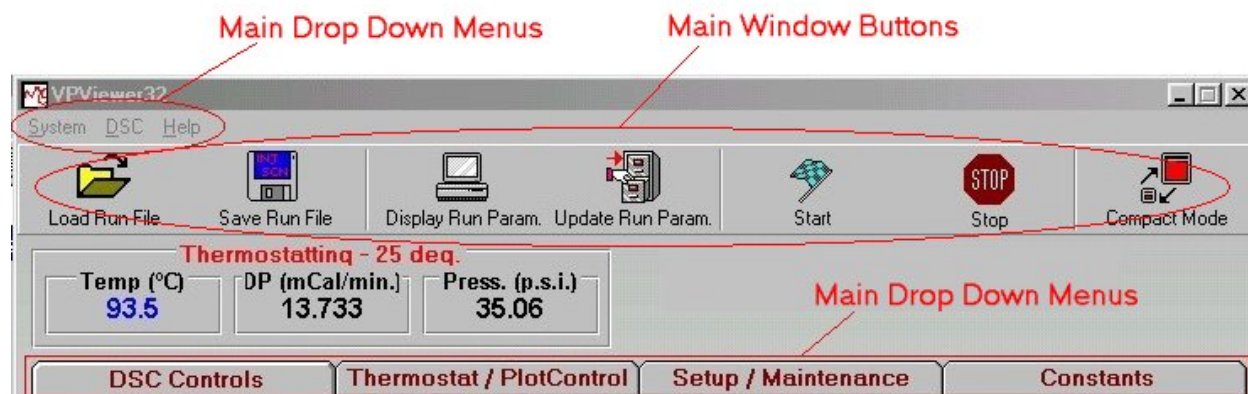 Main Drop Down Menus
Main Window Buttons
VPViewer32
System DSC Help
Load Run File
Save Run File
Display Run Param.
Update Run Param.
Start
STOP
Stop
Compact Mode
INJ
SCN
Thermostatting - 25 deg.
Temp (°C)
DP (mCal/min.)
Press. (p.s.i.)
93.5
13.733
35.06
Main Drop Down Menus
DSC Controls
Thermostat / PlotControl
Setup / Maintenance
Constants